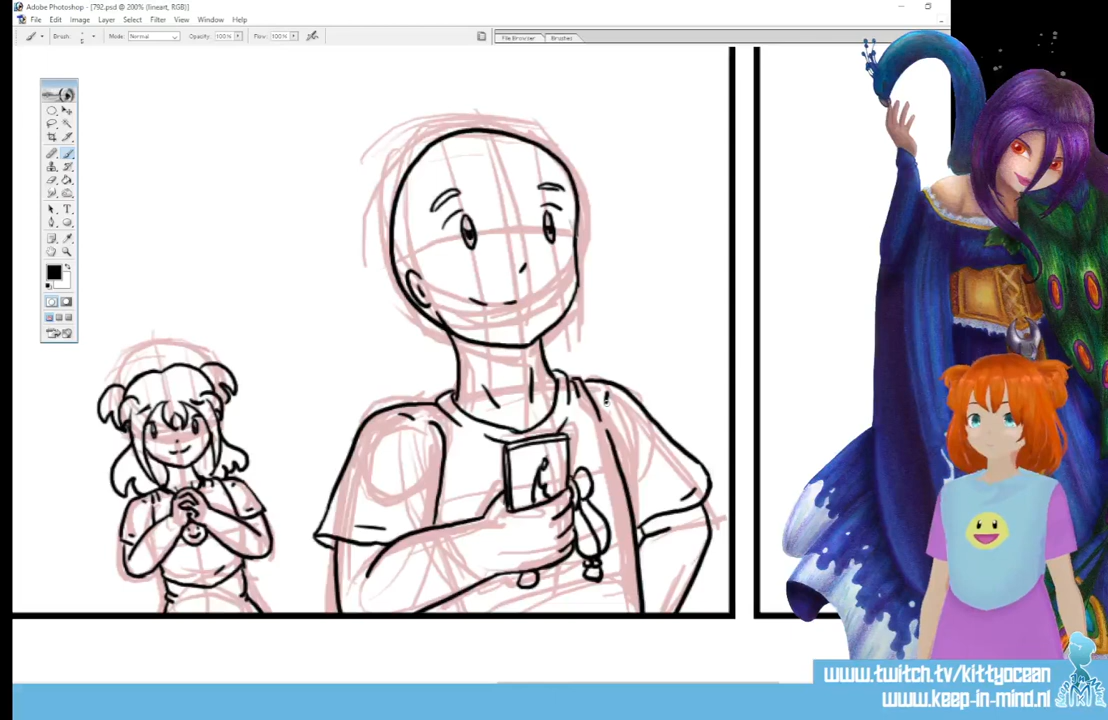 Adobe Photoshop - [792.psd @ 200% (lineart, RGB)]
File Edit Image Layer Select Filter View Window Help
Brush: Mode: Normal Opacity: 100% Flow: 100% File Browser Brushes
T
www.twitch.tv/kittyocean
www.keep-in-mind.nl